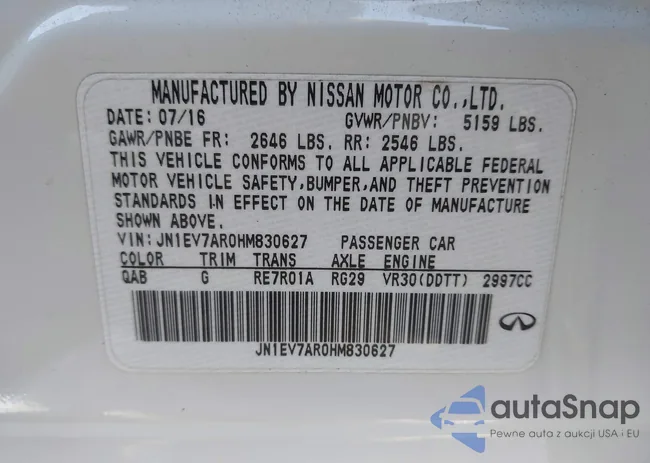 MANUFACTURED BY NISSAN MOTOR CO.,LTD.
DATE: 07/16 GVWR/PNBV: 5159 LBS.
GAWR/PNBE FR: 2646 LBS. RR: 2546 LBS.
THIS VEHICLE CONFORMS TO ALL APPLICABLE FEDERAL
MOTOR VEHICLE SAFETY,BUMPER,AND THEFT PREVENTION
STANDARDS IN EFFECT ON THE DATE OF MANUFACTURE
SHOWN ABOVE.
VIN:JN1EV7AR0HM830627 PASSENGER CAR
COLOR TRIM TRANS AXLE ENGINE
QAB G RE7R01A RG29 VR30(DDTT) 2997CC
JN1EV7AR0HM830627
autoSnap
Pewne auta z aukcji USA i EU